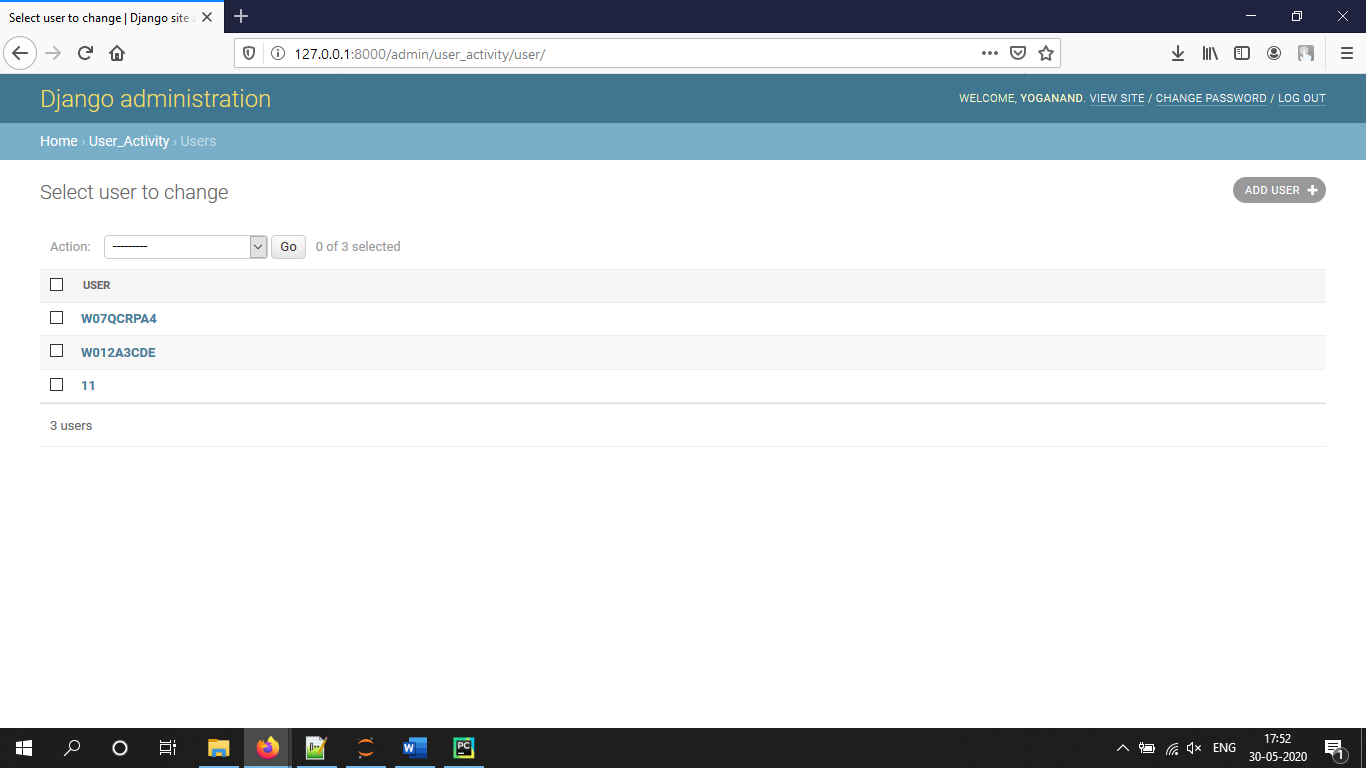 Select user to change | Django site a
127.0.0.1:8000/admin/user_activity/user/
Django administration
WELCOME, YOGANAND. VIEW SITE / CHANGE PASSWORD / LOG OUT
Home › User_Activity › Users
Select user to change
ADD USER
Action: --------- Go 0 of 3 selected
USER
W07QCRPA4
W012A3CDE
11
3 users
ENG
17:52
30-05-2020
1